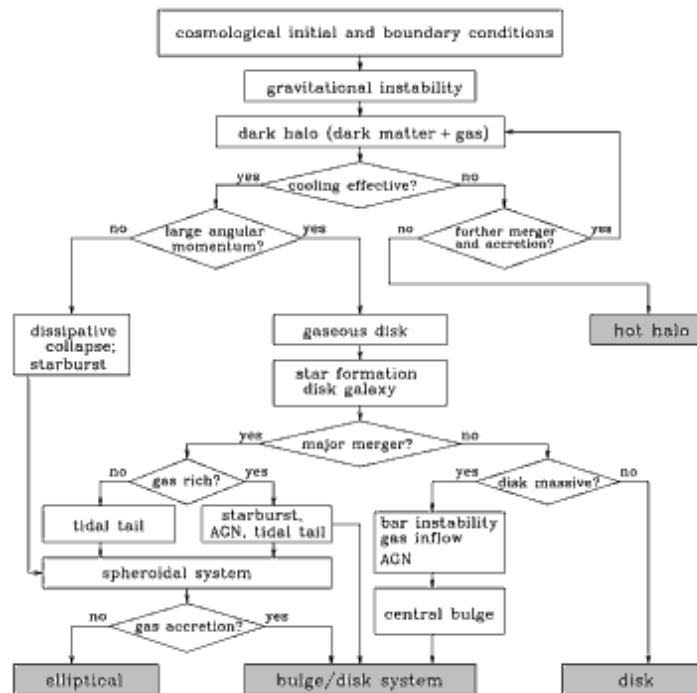 cosmological initial and boundary conditions
gravitational instability
dark halo (dark matter + gas)
yes
cooling effective?
no
no
large angular
momentum?
yes
no
further merger
and accretion?
yes
dissipative
collapse;
starburst
gaseous disk
hot halo
star formation
disk galaxy
yes
major merger?
no
no
gas rich?
yes
yes
disk massive?
no
tidal tail
starburst,
AGN, tidal tail
bar instability
gas inflow
AGN
spheroidal system
central bulge
no
gas accretion?
yes
elliptical
bulge/disk system
disk